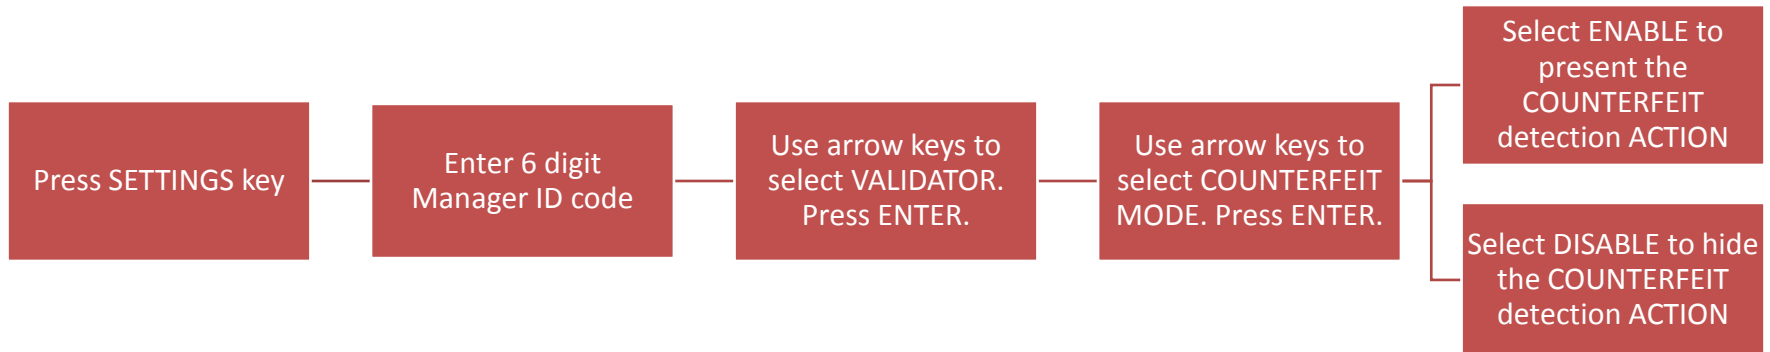 Press SETTINGS key
Enter 6 digit
Manager ID code
Use arrow keys to
select VALIDATOR.
Press ENTER.
Use arrow keys to
select COUNTERFEIT
MODE. Press ENTER.
Select ENABLE to
present the
COUNTERFEIT
detection ACTION
Select DISABLE to hide
the COUNTERFEIT
detection ACTION